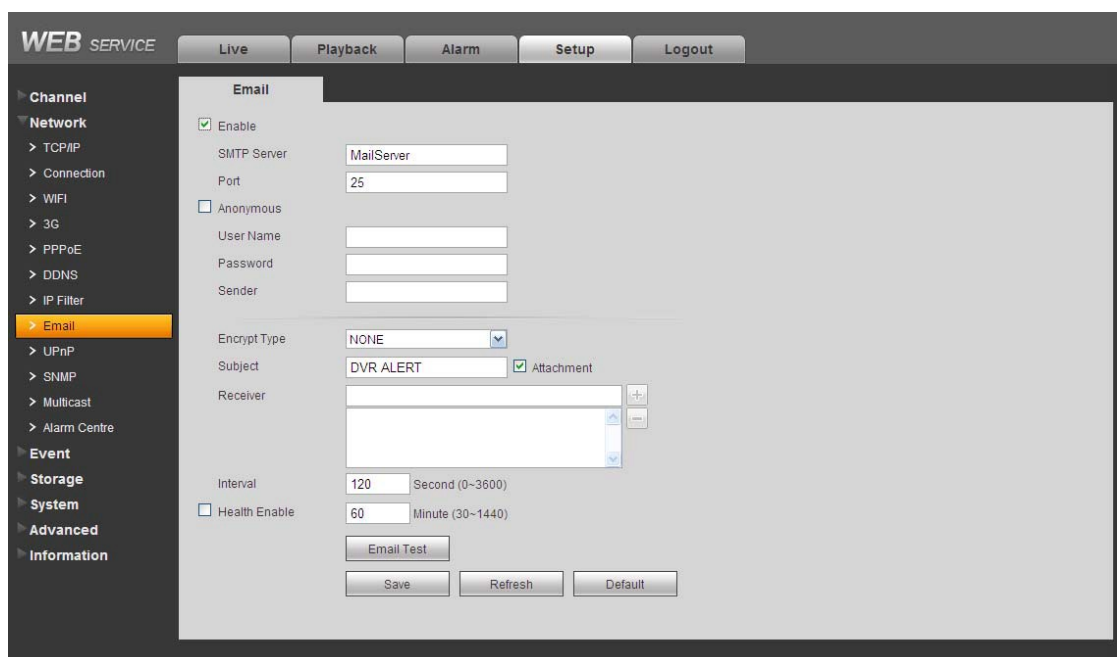 WEB SERVICE
Live Playback Alarm Setup Logout
Channel
Network
> TCP/IP
> Connection
> WIFI
> 3G
> PPPoE
> DDNS
> IP Filter
> Email
> UPnP
> SNMP
> Multicast
> Alarm Centre
Event
Storage
System
Advanced
Information
Email
Enable
SMTP Server MailServer
Port 25
Anonymous
User Name
Password
Sender
Encrypt Type NONE
Subject DVR ALERT Attachment
Receiver
Interval 120 Second (0~3600)
Health Enable 60 Minute (30~1440)
Email Test
Save Refresh Default